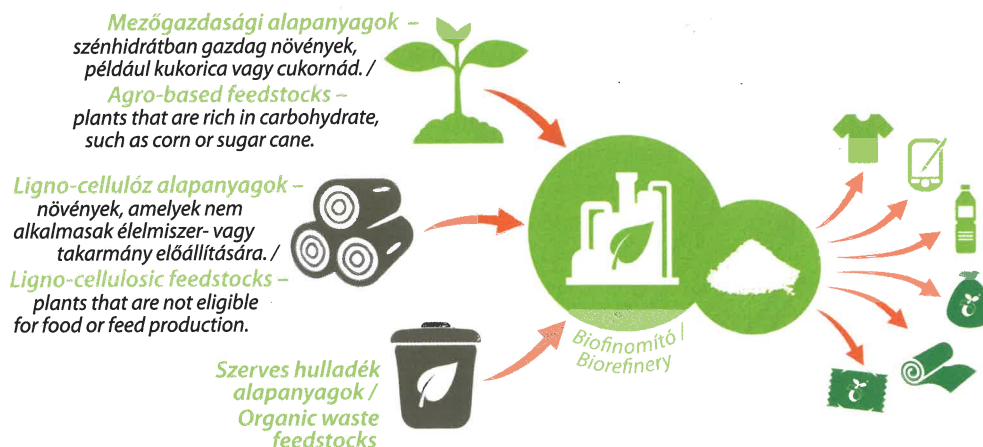 Mezőgazdasági alapanyagok –
szénhidrátban gazdag növények,
például kukorica vagy cukornád. /
Agro-based feedstocks –
plants that are rich in carbohydrate,
such as corn or sugar cane.
Ligno-cellulóz alapanyagok –
növények, amelyek nem
alkalmasak élelmiszer- vagy
takarmány előállítására. /
Ligno-cellulosic feedstocks –
plants that are not eligible
for food or feed production.
Szerves hulladék
alapanyagok /
Organic waste
feedstocks
Biofinomító /
Biorefinery